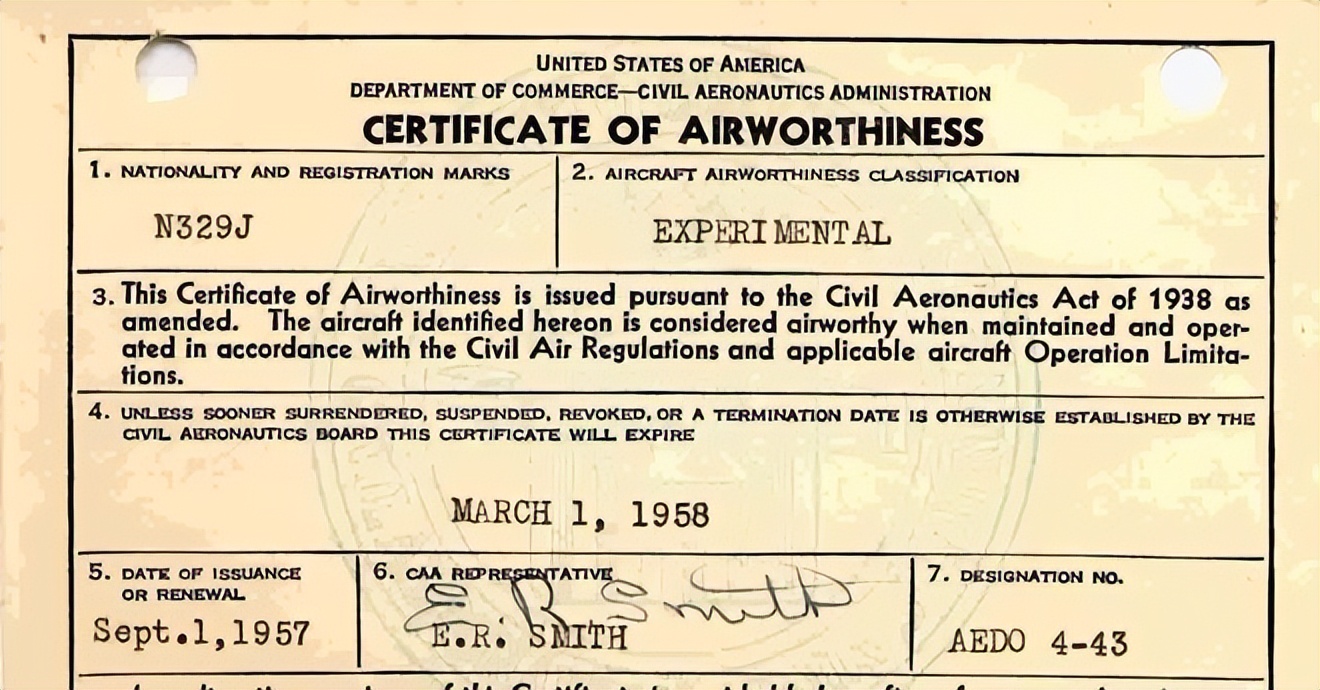 UNITED STATES OF AMERICA
DEPARTMENT OF COMMERCE—CIVIL AERONAUTICS ADMINISTRATION
CERTIFICATE OF AIRWORTHINESS
1. NATIONALITY AND REGISTRATION MARKS
N329J
2. AIRCRAFT AIRWORTHINESS CLASSIFICATION
EXPERIMENTAL
3. This Certificate of Airworthiness is issued pursuant to the Civil Aeronautics Act of 1938 as
amended. The aircraft identified hereon is considered airworthy when maintained and oper-
ated in accordance with the Civil Air Regulations and applicable aircraft Operation Limita-
tions.
4. UNLESS SOONER SURRENDERED, SUSPENDED, REVOKED, OR A TERMINATION DATE IS OTHERWISE ESTABLISHED BY THE
CIVIL AERONAUTICS BOARD THIS CERTIFICATE WILL EXPIRE
MARCH 1, 1958
5. DATE OF ISSUANCE
OR RENEWAL
Sept.1,1957
6. CAA REPRESENTATIVE
E R Smith
E.R. SMITH
7. DESIGNATION NO.
AEDO 4-43